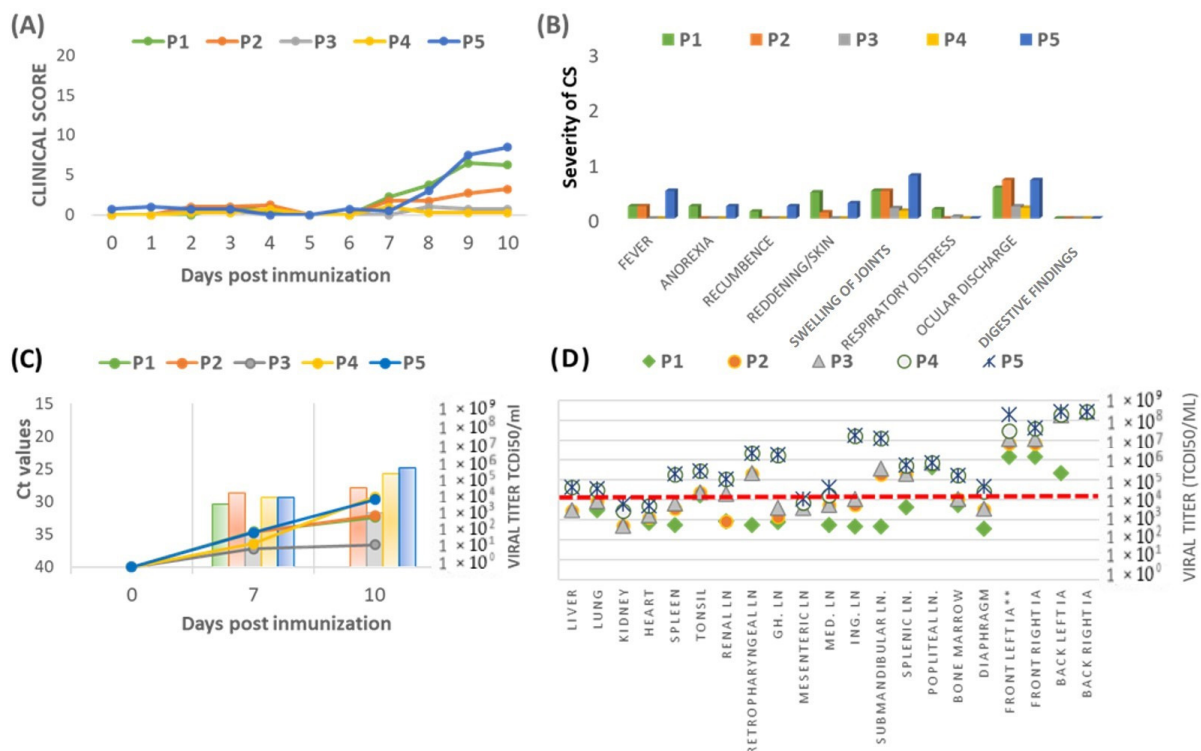 (A)
P1 P2 P3 P4 P5
CLINICAL SCORE
20
15
10
5
0
0 1 2 3 4 5 6 7 8 9 10
Days post inmunization
(B)
P1 P2 P3 P4 P5
Severity of CS
3
2
1
0
FEVER
ANOREXIA
RECUMBENCE
REDDENING/SKIN
SWELLING OF JOINTS
RESPIRATORY DISTRESS
OCULAR DISCHARGE
DIGESTIVE FINDINGS
(C)
P1 P2 P3 P4 P5
Ct values
15
20
25
30
35
40
0 7 10
Days post inmunization
1 × 10⁹
1 × 10⁸
1 × 10⁷
1 × 10⁶
1 × 10⁵
1 × 10⁴
1 × 10³
1 × 10²
1 × 10¹
1 × 10⁰
VIRAL TITER TCDI50/ml
(D)
P1 P2 P3 P4 P5
1 × 10⁹
1 × 10⁸
1 × 10⁷
1 × 10⁶
1 × 10⁵
1 × 10⁴
1 × 10³
1 × 10²
1 × 10¹
1 × 10⁰
VIRAL TITER (TCDI50/ML)
LIVER
LUNG
KIDNEY
HEART
SPLEEN
TONSIL
RENAL LN
RETROPHARYNGEAL LN
GH. LN
MESENTERIC LN
MED. LN
ING. LN
SUBMANDIBULAR LN.
SPLENIC LN.
POPLITEAL LN.
BONE MARROW
DIAPHRAGM
FRONT LEFT IA**
FRONT RIGHT IA
BACK LEFT IA
BACK RIGHT IA